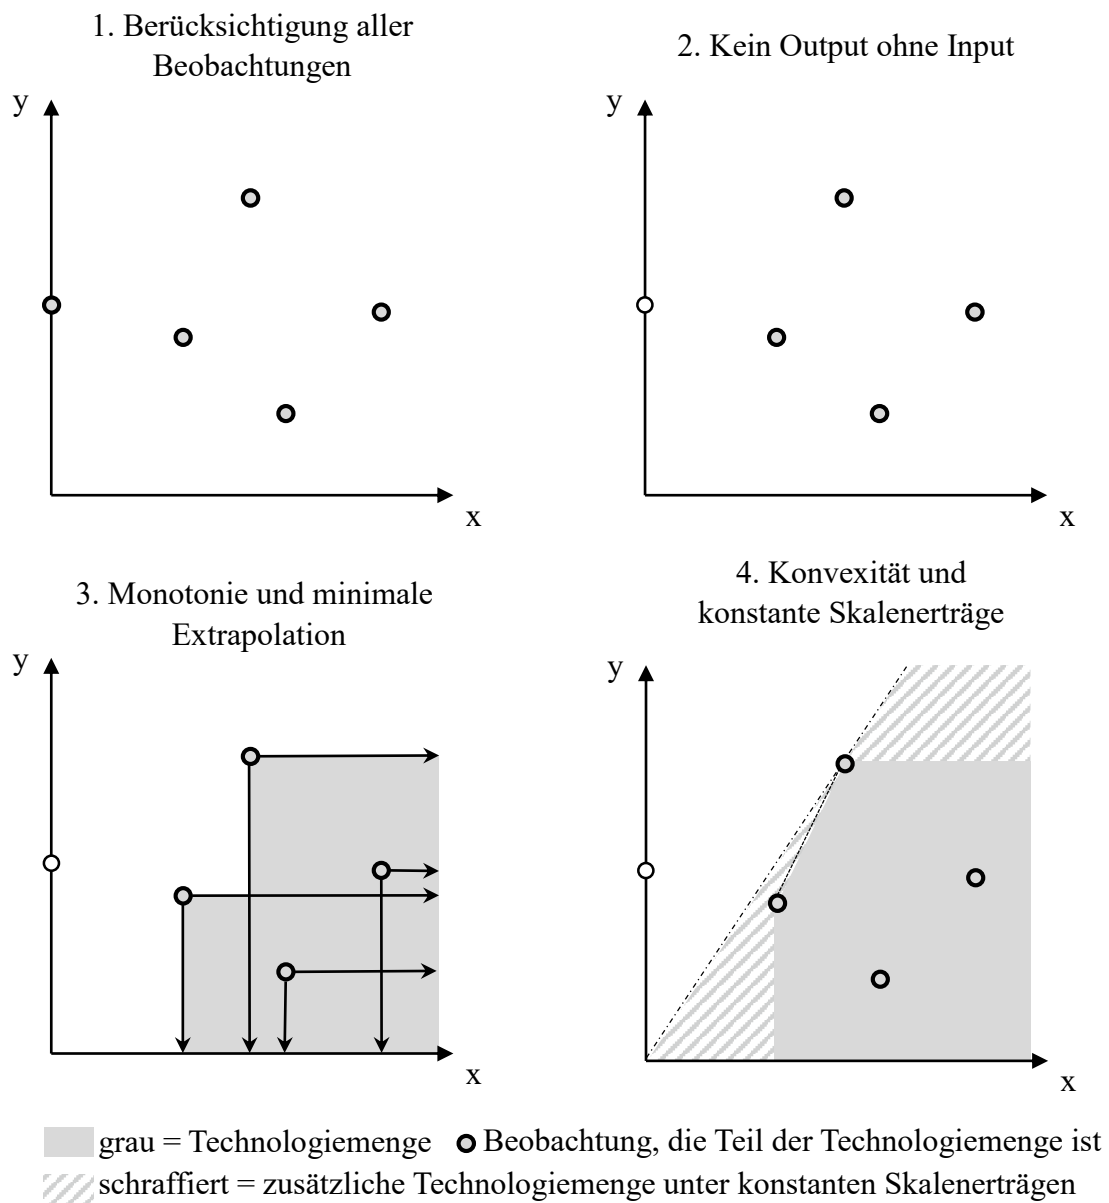 1. Berücksichtigung aller
Beobachtungen
2. Kein Output ohne Input
y
x
y
x
3. Monotonie und minimale
Extrapolation
4. Konvexität und
konstante Skalenerträge
y
x
y
x
grau = Technologiemenge
Beobachtung, die Teil der Technologiemenge ist
schraffiert = zusätzliche Technologiemenge unter konstanten Skalenerträgen